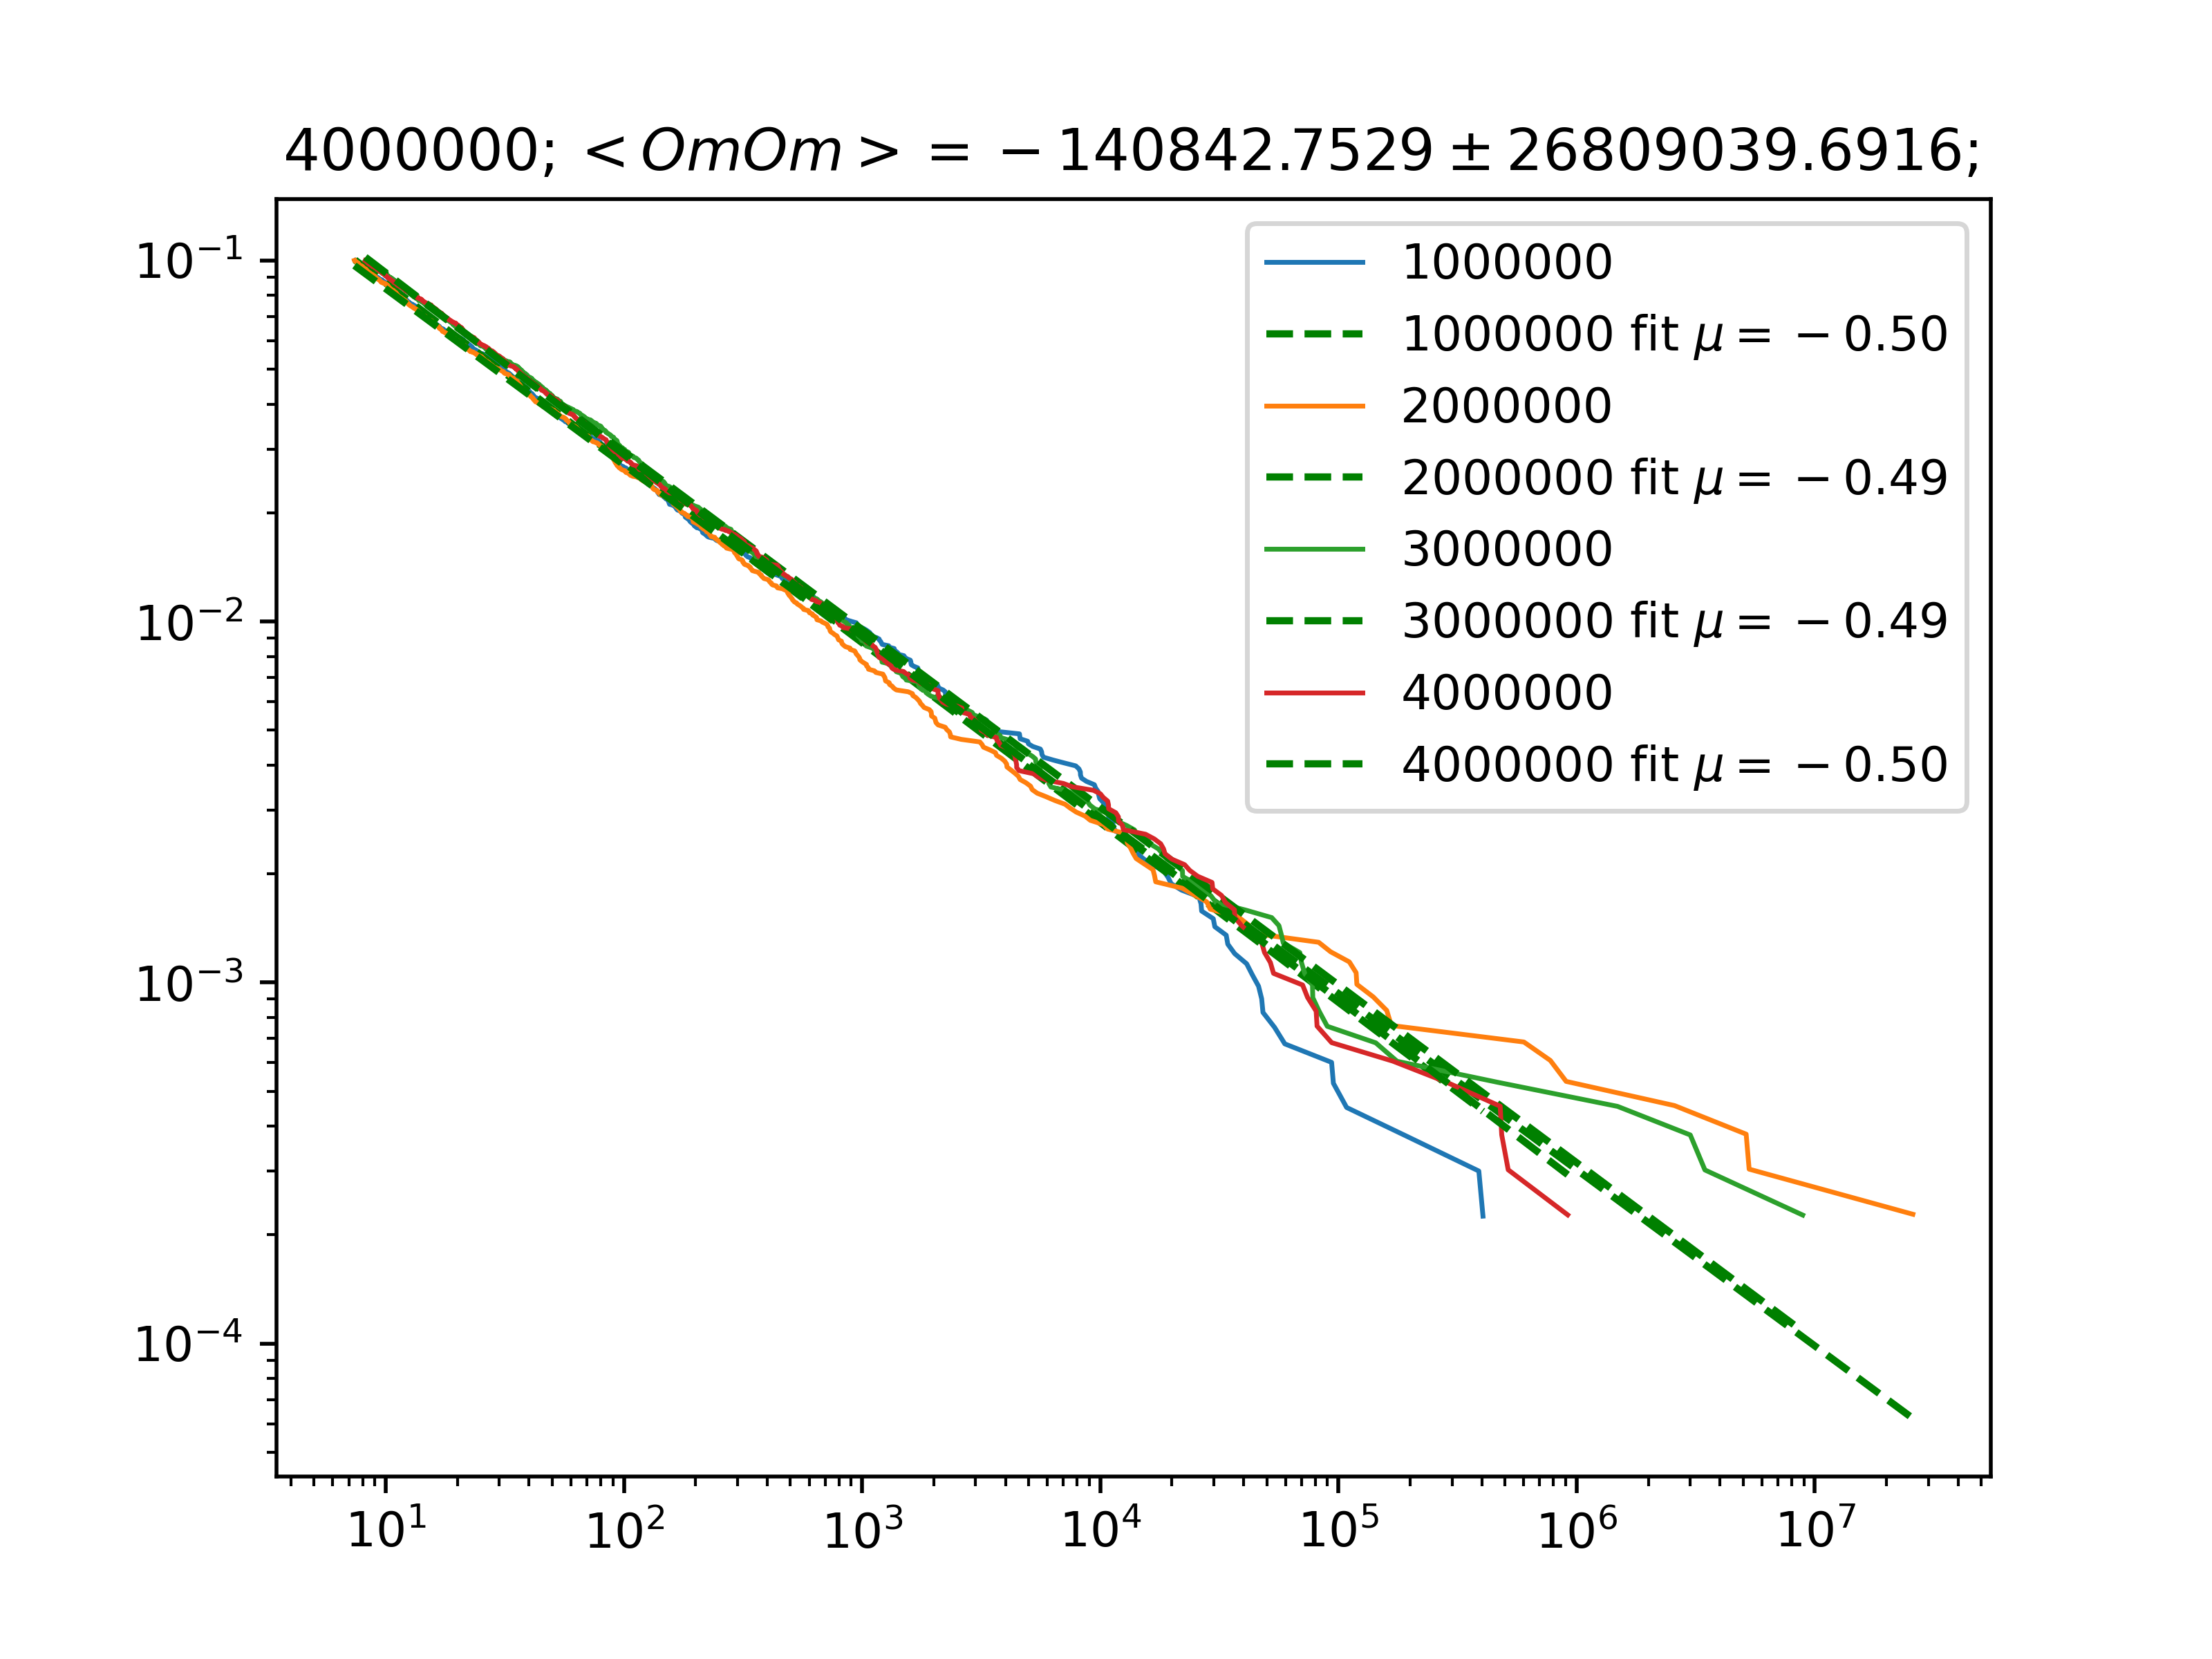 4000000; < OmOm > = − 140842.7529 ± 26809039.6916;
10⁻¹
10⁻²
10⁻³
10⁻⁴
1000000
1000000 fit μ = − 0.50
2000000
2000000 fit μ = − 0.49
3000000
3000000 fit μ = − 0.49
4000000
4000000 fit μ = − 0.50
10¹ 10² 10³ 10⁴ 10⁵ 10⁶ 10⁷